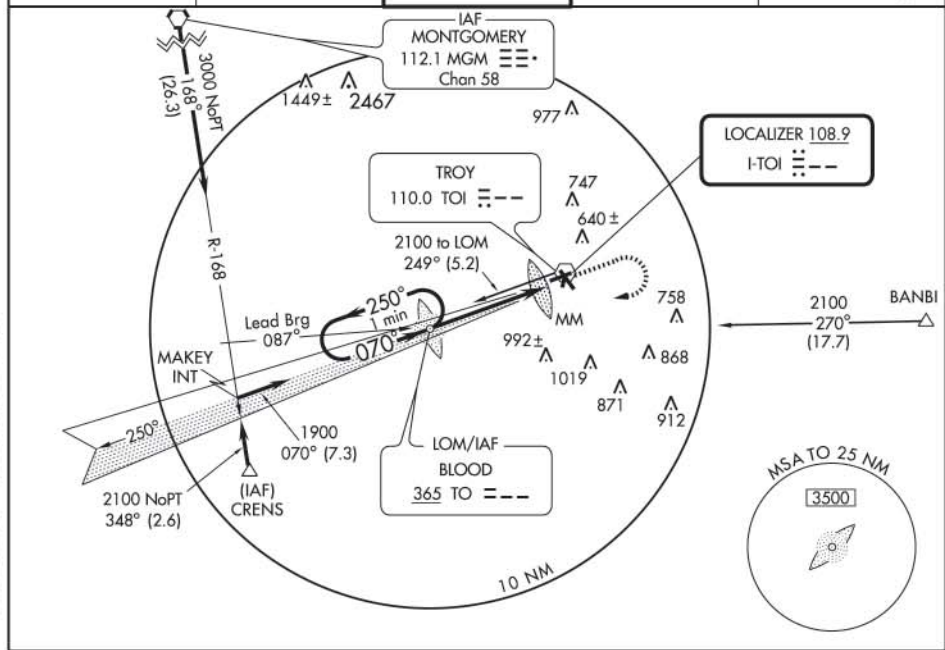 IAF
MONTGOMERY
112.1 MGM
Chan 58
3000 NoPT
168°
(26.3)
1449±
2467
977
LOCALIZER 108.9
I-TOI
TROY
110.0 TOI
747
640±
2100 to LOM
249° (5.2)
R-168
250°
1 min
070°
Lead Brg
087°
MM
758
2100
270°
(17.7)
BANBI
MAKEY
INT
992±
1019
868
871
912
250°
1900
070° (7.3)
LOM/IAF
BLOOD
365 TO
2100 NoPT
348° (2.6)
(IAF)
CRENS
MSA TO 25 NM
3500
10 NM